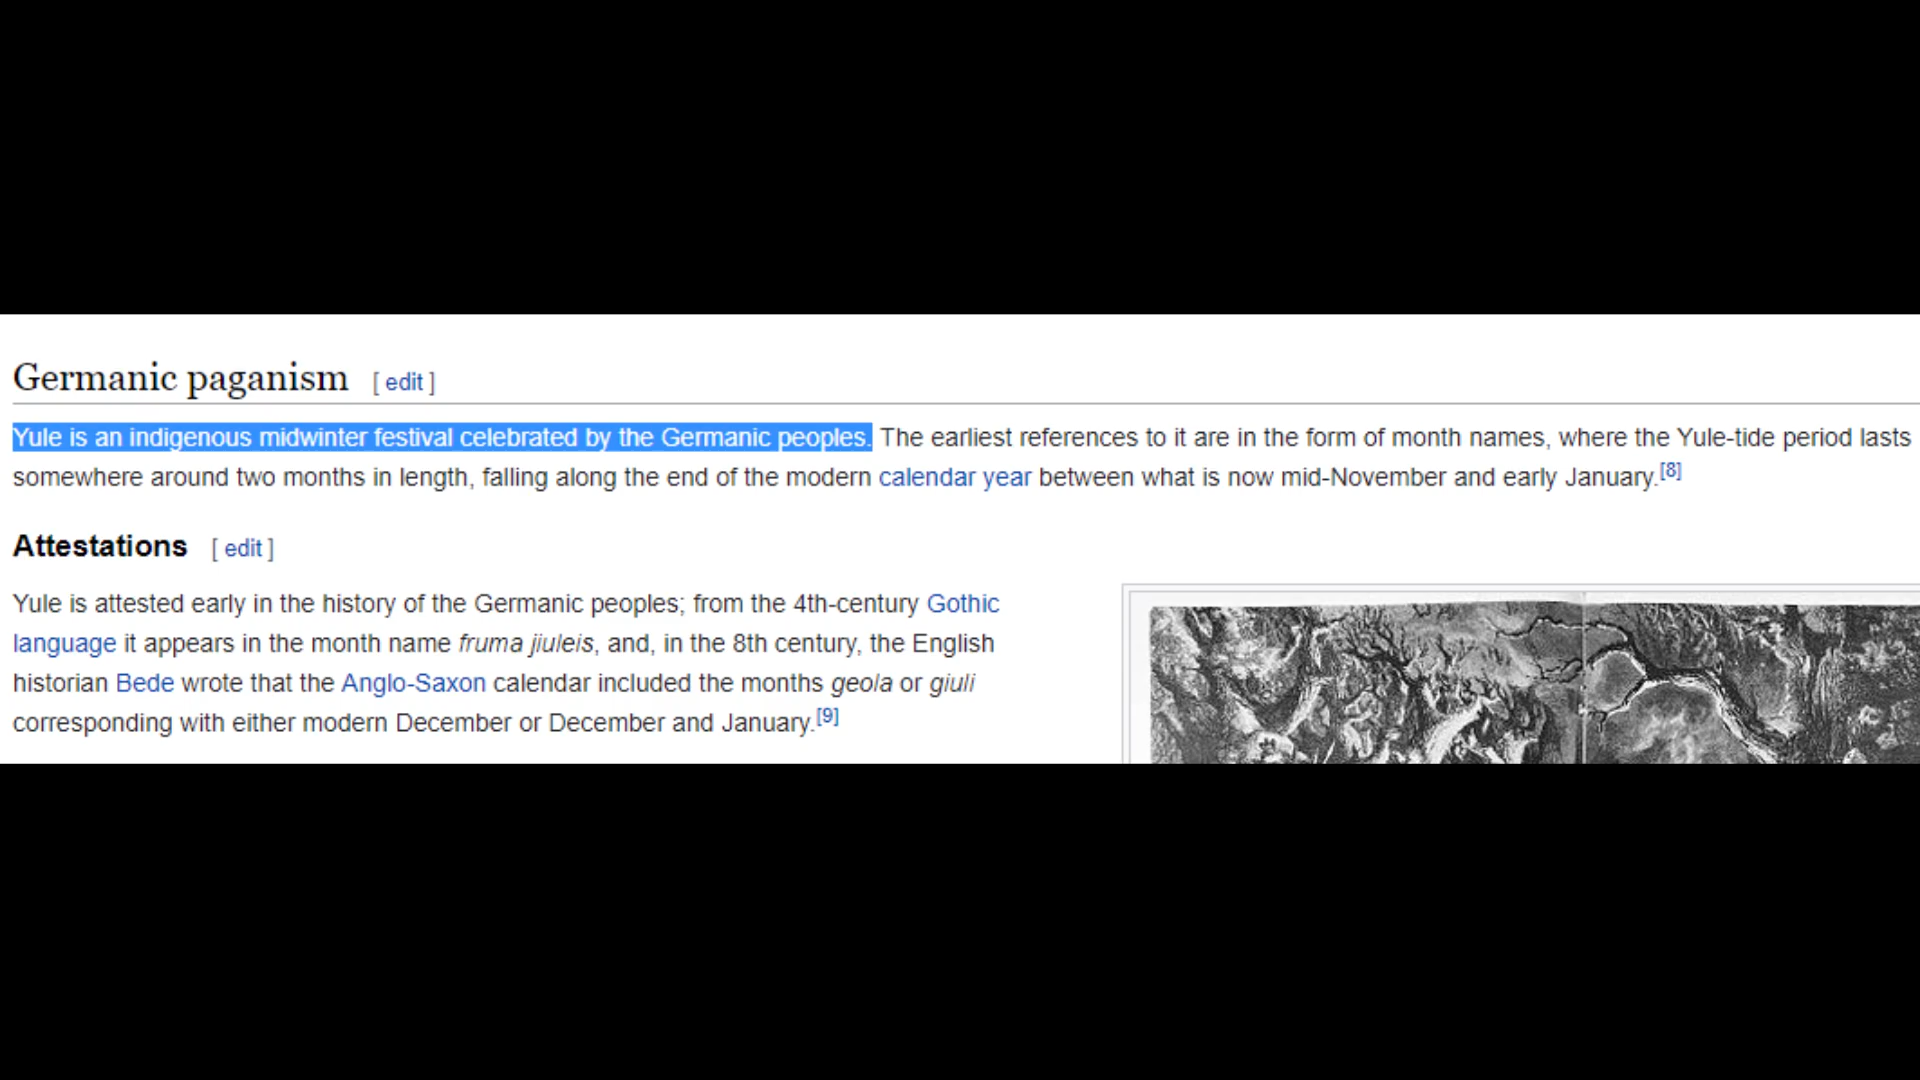 Germanic paganism [ edit ]
Yule is an indigenous midwinter festival celebrated by the Germanic peoples. The earliest references to it are in the form of month names, where the Yule-tide period lasts
somewhere around two months in length, falling along the end of the modern calendar year between what is now mid-November and early January.[8]
Attestations [ edit ]
Yule is attested early in the history of the Germanic peoples; from the 4th-century Gothic
language it appears in the month name fruma jiuleis, and, in the 8th century, the English
historian Bede wrote that the Anglo-Saxon calendar included the months geola or giuli
corresponding with either modern December or December and January.[9]